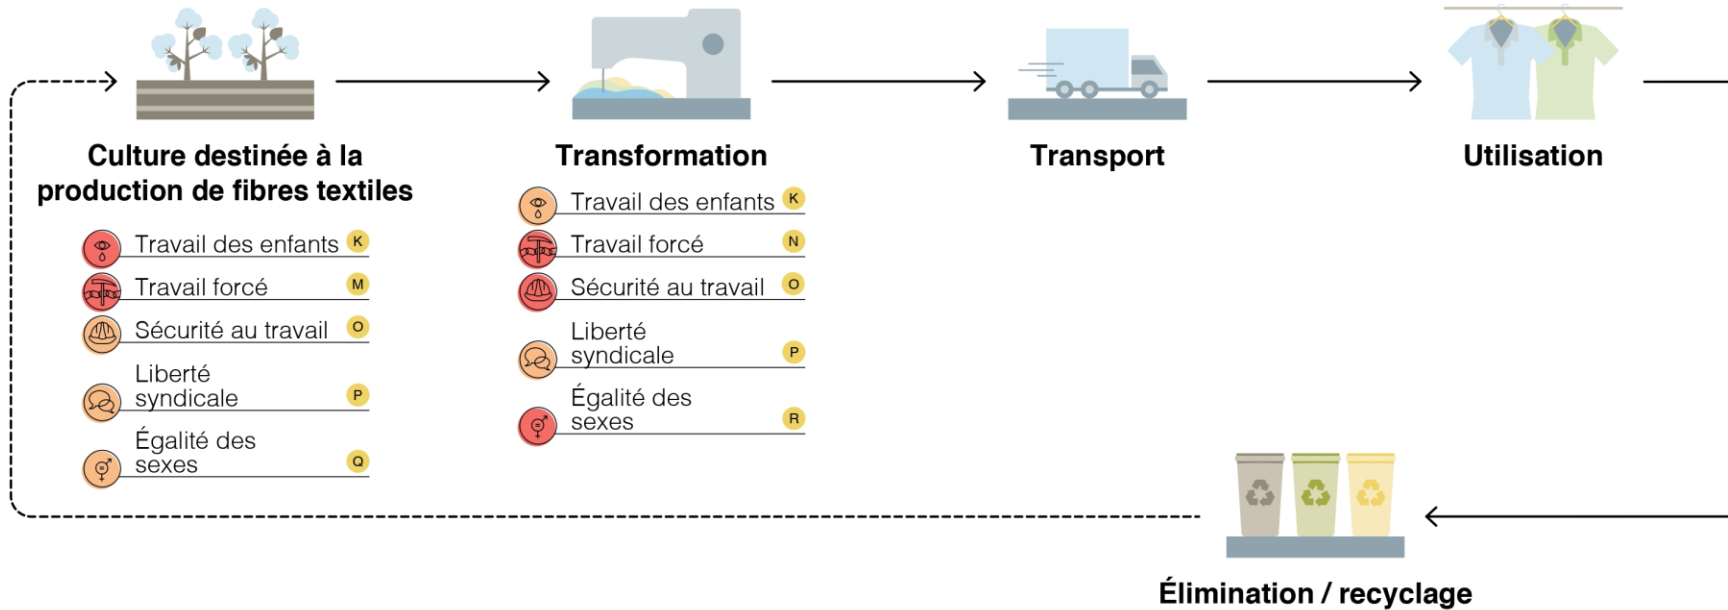 Culture destinée à la
production de fibres textiles
Travail des enfants K
Travail forcé M
Sécurité au travail O
Liberté
syndicale P
Égalité des
sexes Q
Transformation
Travail des enfants K
Travail forcé N
Sécurité au travail O
Liberté
syndicale P
Égalité des
sexes R
Transport
Utilisation
Élimination / recyclage